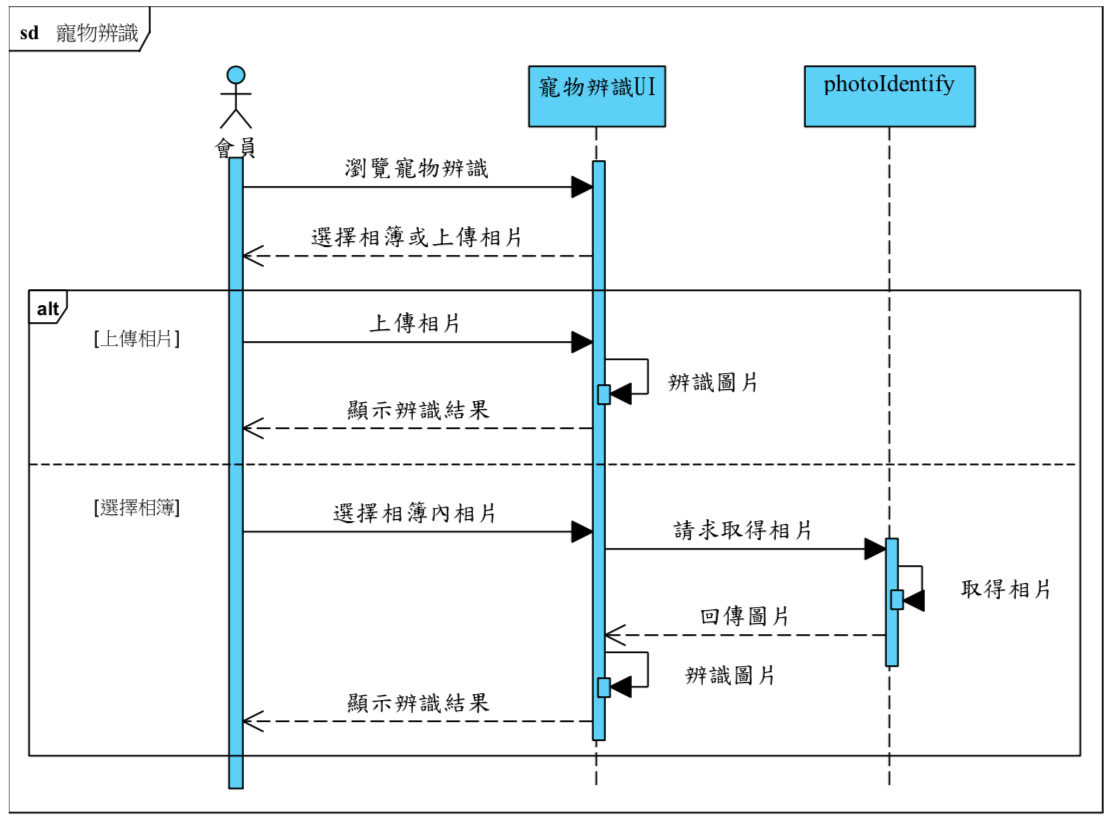 sd 寵物辨識
會員
寵物辨識UI
photoIdentify
瀏覽寵物辨識
選擇相簿或上傳相片
alt
[上傳相片]
上傳相片
辨識圖片
顯示辨識結果
[選擇相簿]
選擇相簿內相片
請求取得相片
取得相片
回傳圖片
辨識圖片
顯示辨識結果